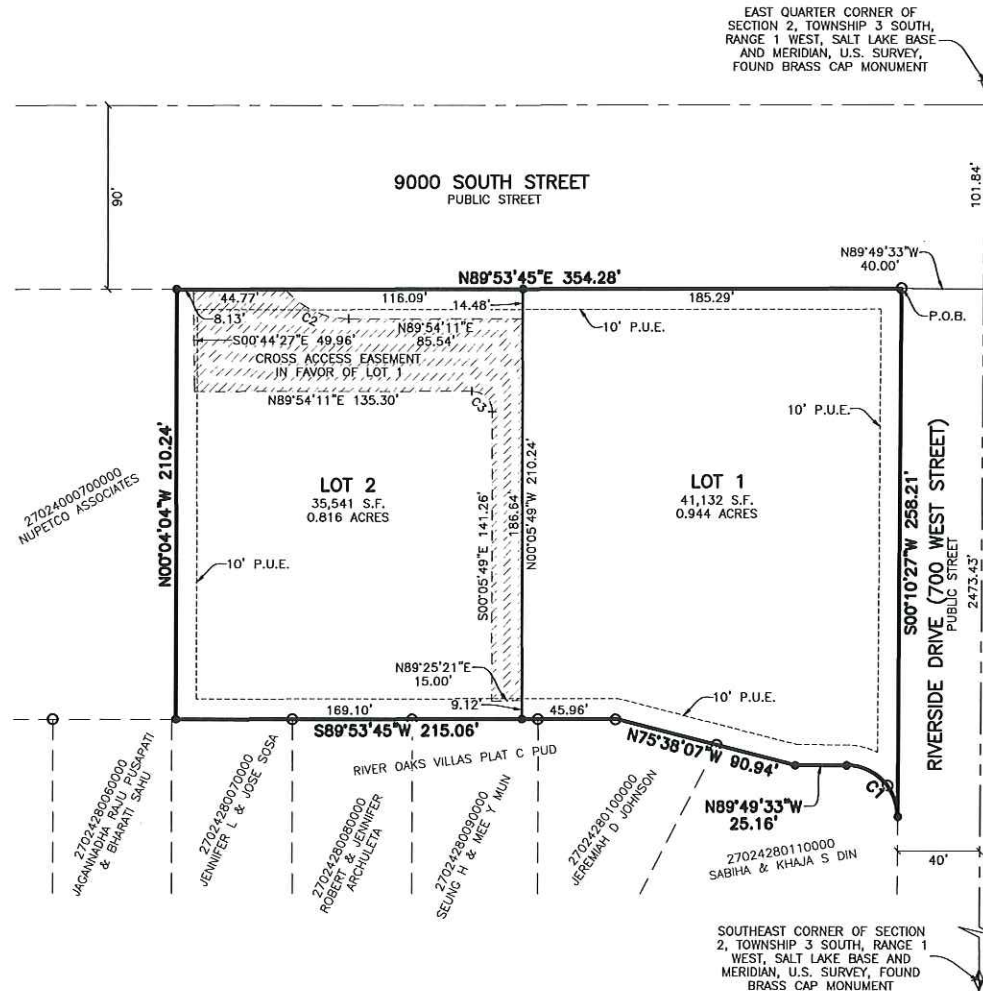 EAST QUARTER CORNER OF
SECTION 2, TOWNSHIP 3 SOUTH,
RANGE 1 WEST, SALT LAKE BASE
AND MERIDIAN, U.S. SURVEY,
FOUND BRASS CAP MONUMENT
90'
9000 SOUTH STREET
PUBLIC STREET
101.84'
N89°49'33"W
40.00'
N89°53'45"E 354.28'
44.77'
116.09'
14.48'
185.29'
P.O.B.
8.13'
C2
N89°54'11"E
85.54'
10' P.U.E.
S00°44'27"E 49.96'
CROSS ACCESS EASEMENT
IN FAVOR OF LOT 1
N89°54'11"E 135.30'
C3
10' P.U.E.
27024000700000
NUPETCO ASSOCIATES
N00°04'04"W 210.24'
LOT 2
35,541 S.F.
0.816 ACRES
S00°05'49"E 141.26'
186.64'
N00°05'49"W 210.24'
LOT 1
41,132 S.F.
0.944 ACRES
S00°10'27"W 258.21'
RIVERSIDE DRIVE (700 WEST STREET)
PUBLIC STREET
2473.43'
10' P.U.E.
N89°25'21"E
15.00'
9.12'
10' P.U.E.
169.10'
45.96'
S89°53'45"W 215.06'
N75°38'07"W 90.94'
RIVER OAKS VILLAS PLAT C PUD
N89°49'33"W
25.16'
C1
27024280060000
JAGANNADHA RAJU PUSAPATI
& BHARATI SAHU
27024280070000
JENNIFER L & JOSE SOSA
27024280080000
ROBERT & JENNIFER
ARCHULETA
27024280090000
SEUNG H & MEE Y MUN
27024280100000
JEREMIAH D JOHNSON
27024280110000
SABIHA & KHAJA S DIN
40'
SOUTHEAST CORNER OF SECTION
2, TOWNSHIP 3 SOUTH, RANGE 1
WEST, SALT LAKE BASE AND
MERIDIAN, U.S. SURVEY, FOUND
BRASS CAP MONUMENT